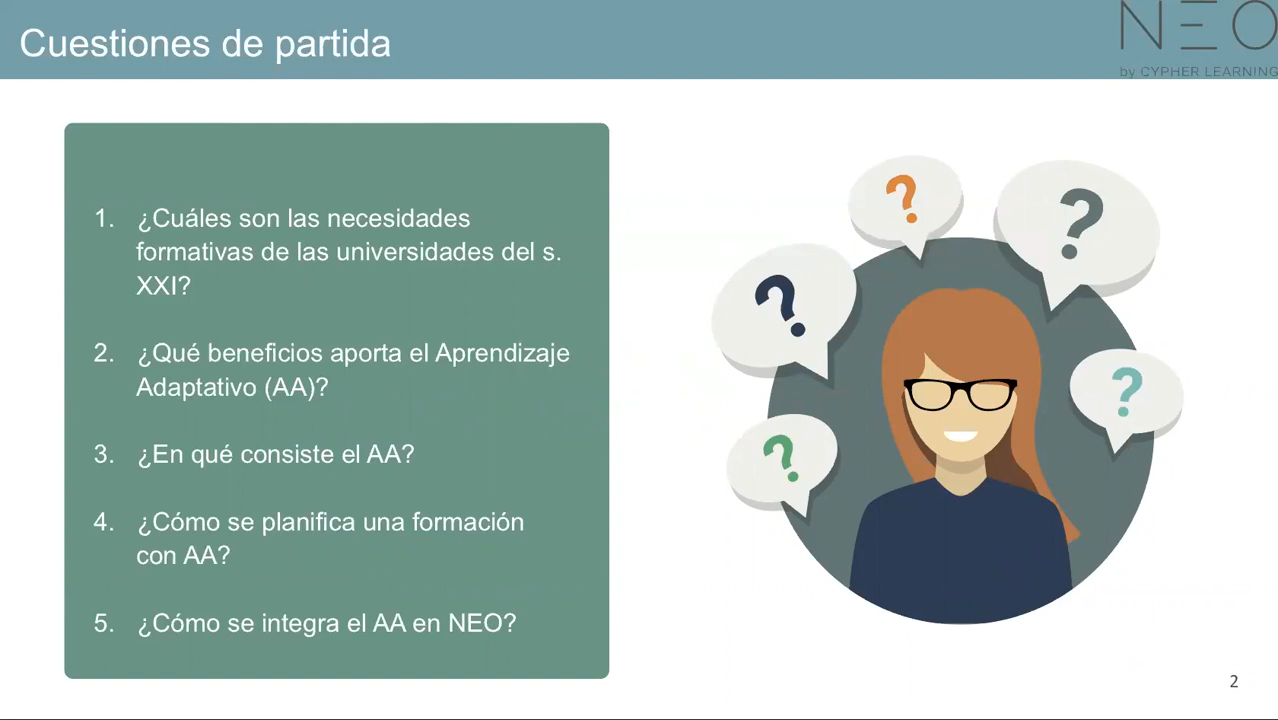 Cuestiones de partida
NEO
by CYPHER LEARNING
1. ¿Cuáles son las necesidades
formativas de las universidades del s.
XXI?
2. ¿Qué beneficios aporta el Aprendizaje
Adaptativo (AA)?
3. ¿En qué consiste el AA?
4. ¿Cómo se planifica una formación
con AA?
5. ¿Cómo se integra el AA en NEO?
?
?
?
?
?
2